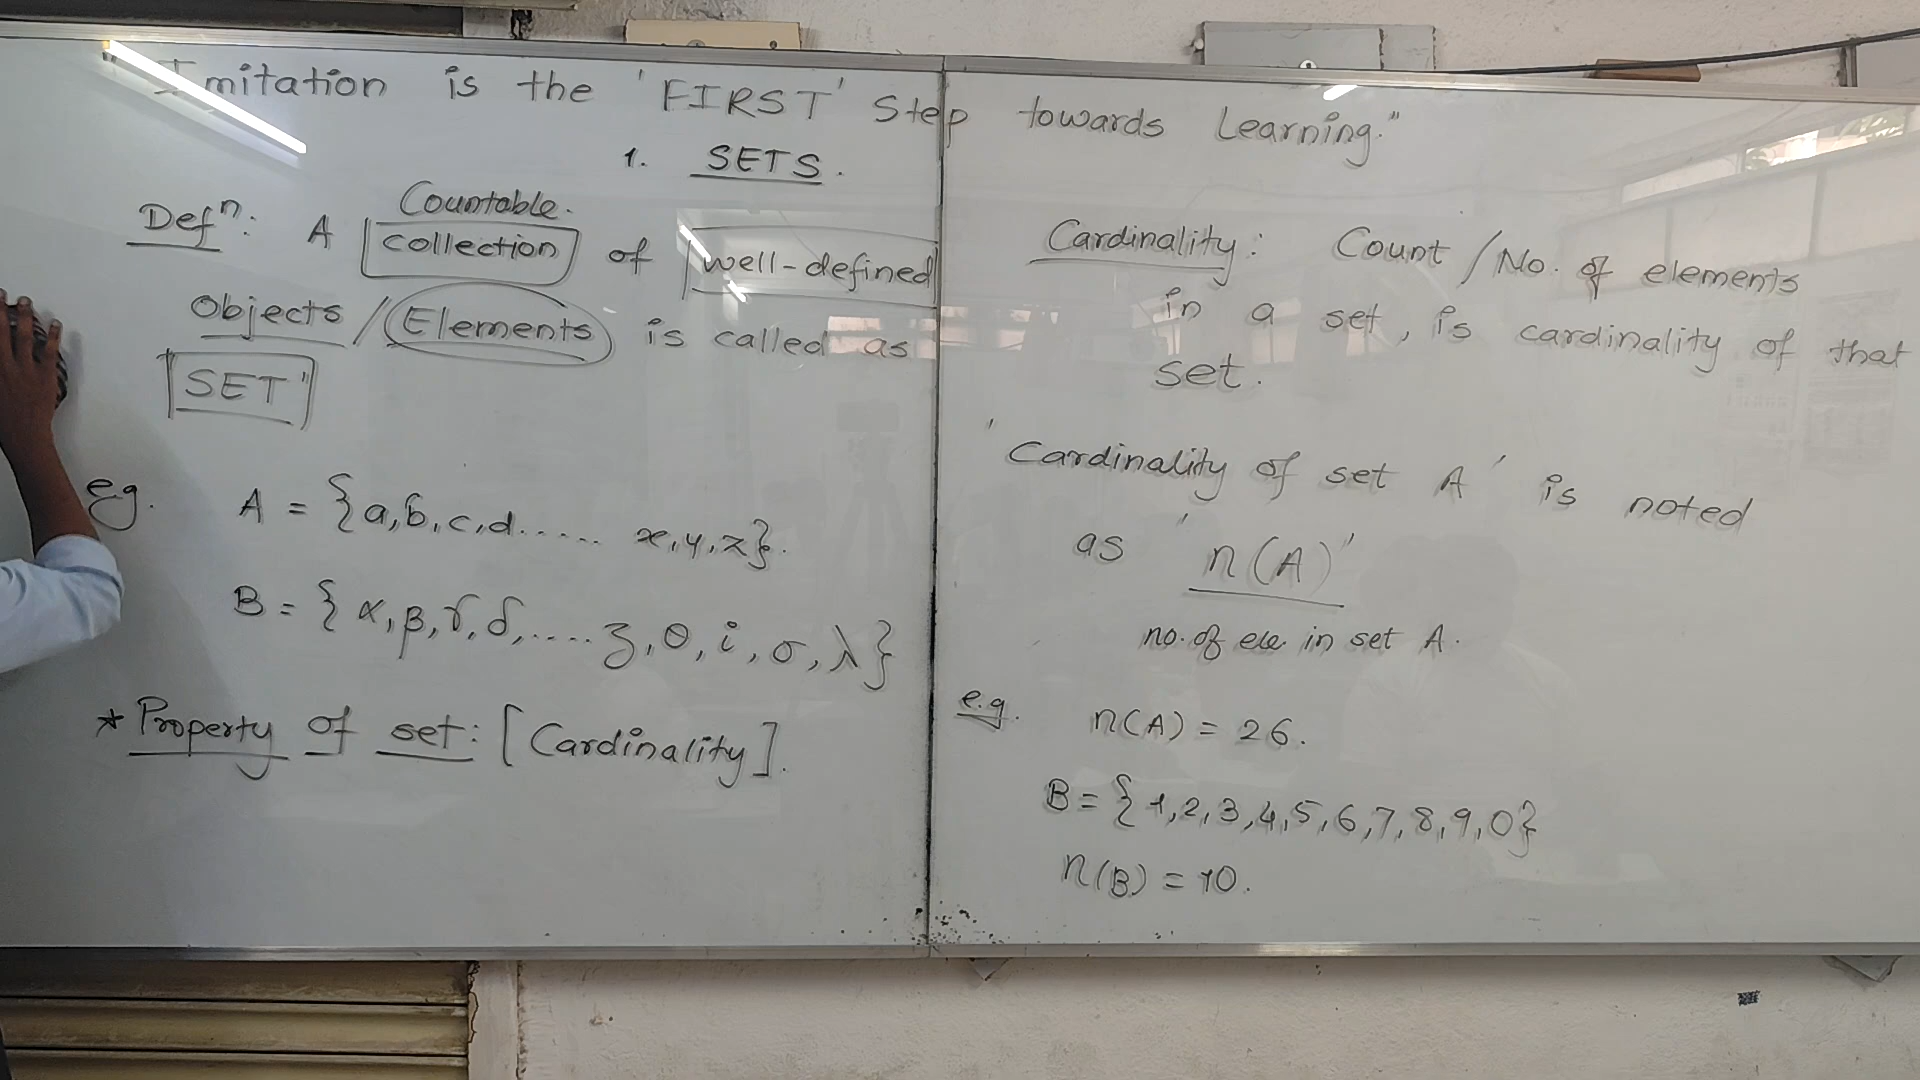 "Imitation is the 'FIRST' Step towards Learning."
1. SETS.
Countable.
Defⁿ: A collection of well-defined
Objects / Elements is called as
'SET'
eg. A = {a, b, c, d..... x, y, z}.
B = { α, β, γ, δ, .... ζ, θ, i, σ, λ}
* Property of set: [Cardinality].
Cardinality: Count / No. of elements
in a set, is cardinality of that
set.
'Cardinality of set A' is noted
as 'n(A)'
no. of ele. in set A.
e.g. n(A) = 26.
B = {1, 2, 3, 4, 5, 6, 7, 8, 9, 0}
n(B) = 10.